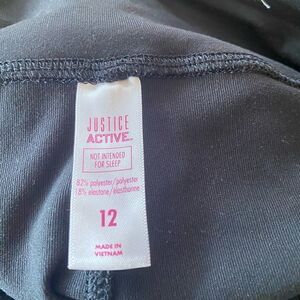 JUSTICE
ACTIVE.
NOT INTENDED
FOR SLEEP
82% polyester/polyester
18% elastane/élasthanne
12
MADE IN
VIETNAM